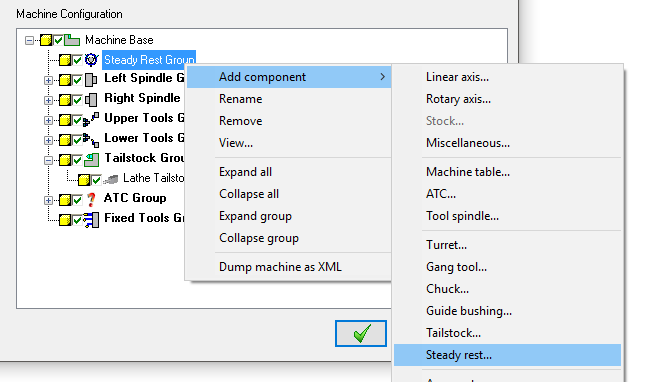 Machine Configuration
Machine Base
Steady Rest Group
Left Spindle G
Right Spindle
Upper Tools G
Lower Tools G
Tailstock Grou
Lathe Tailsto
ATC Group
Fixed Tools Gr
Add component
Rename
Remove
View...
Expand all
Collapse all
Expand group
Collapse group
Dump machine as XML
Linear axis...
Rotary axis...
Stock...
Miscellaneous...
Machine table...
ATC...
Tool spindle...
Turret...
Gang tool...
Chuck...
Guide bushing...
Tailstock...
Steady rest...